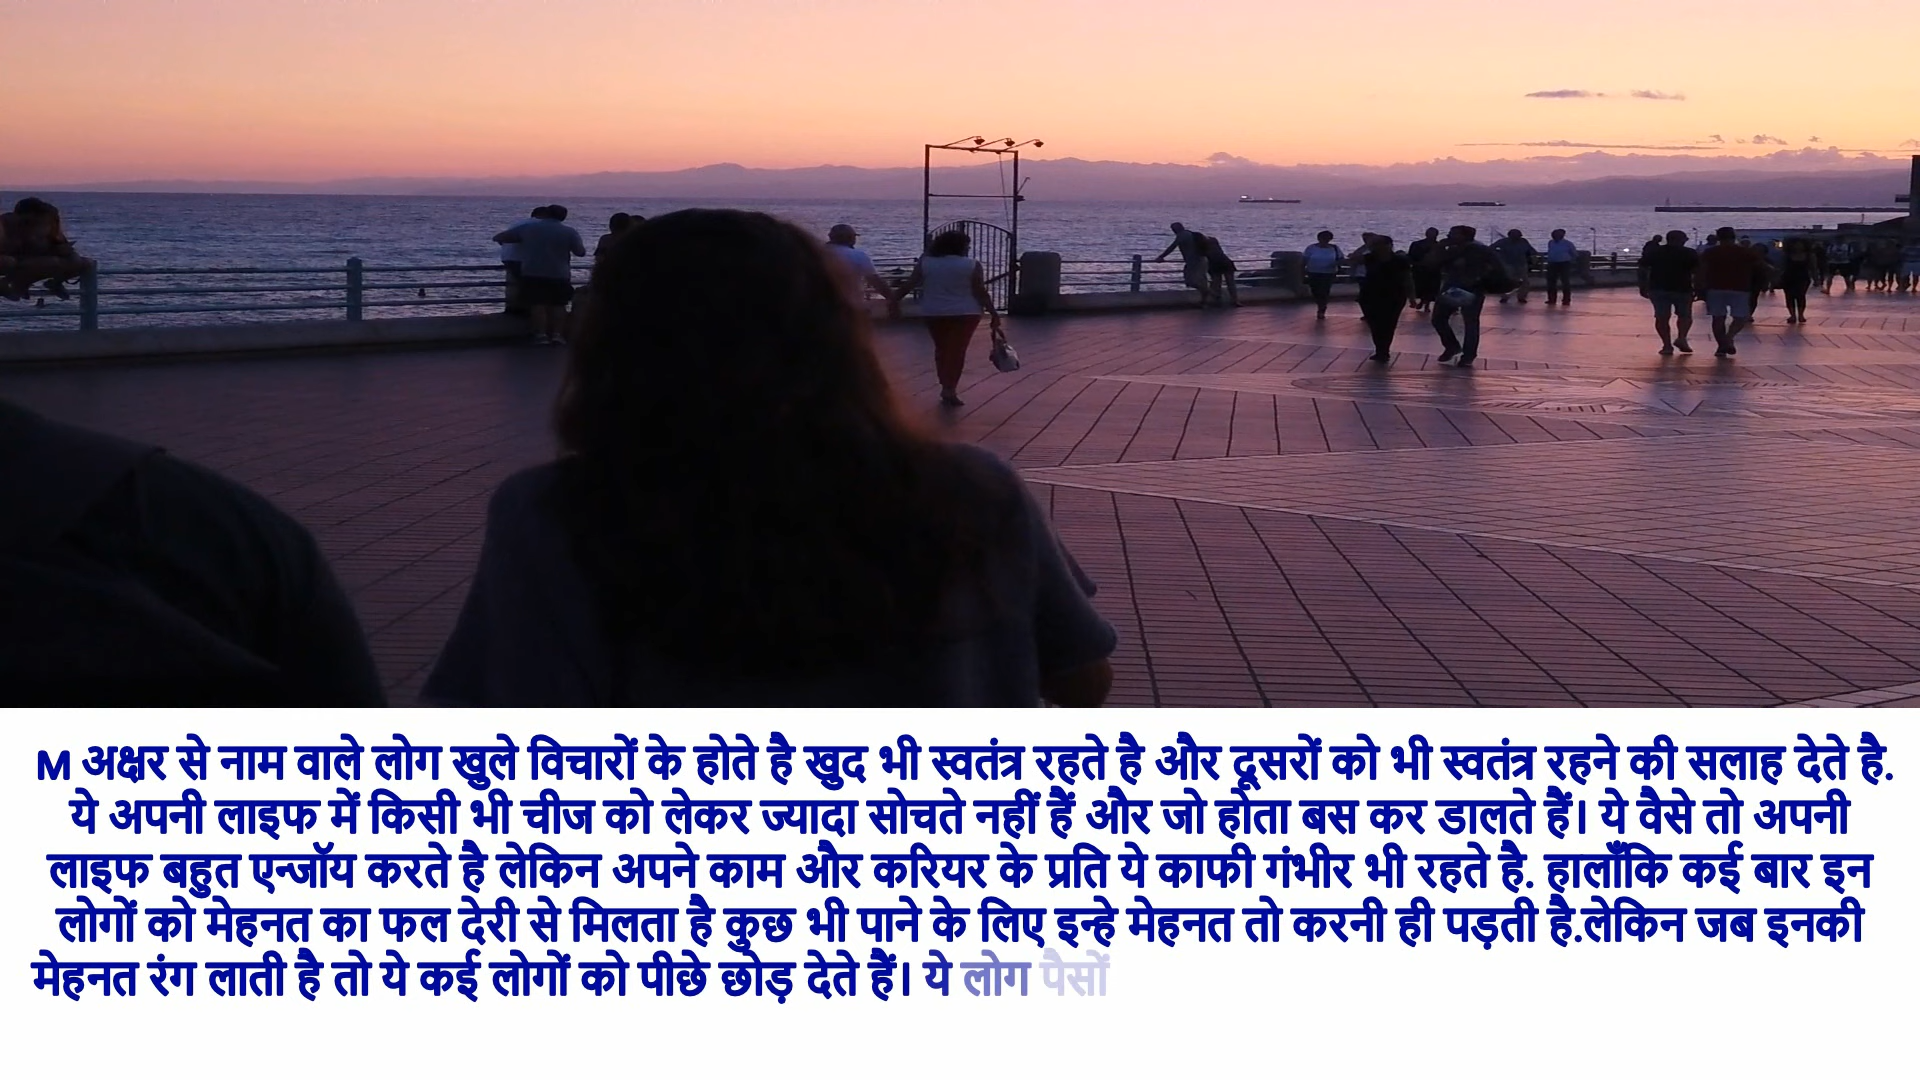 M अक्षर से नाम वाले लोग खुले विचारों के होते है खुद भी स्वतंत्र रहते है और दूसरों को भी स्वतंत्र रहने की सलाह देते है.
ये अपनी लाइफ में किसी भी चीज को लेकर ज्यादा सोचते नहीं हैं और जो होता बस कर डालते हैं। ये वैसे तो अपनी
लाइफ बहुत एन्जॉय करते है लेकिन अपने काम और करियर के प्रति ये काफी गंभीर भी रहते है. हालाँकि कई बार इन
लोगों को मेहनत का फल देरी से मिलता है कुछ भी पाने के लिए इन्हे मेहनत तो करनी ही पड़ती है.लेकिन जब इनकी
मेहनत रंग लाती है तो ये कई लोगों को पीछे छोड़ देते हैं। ये लोग पैसों